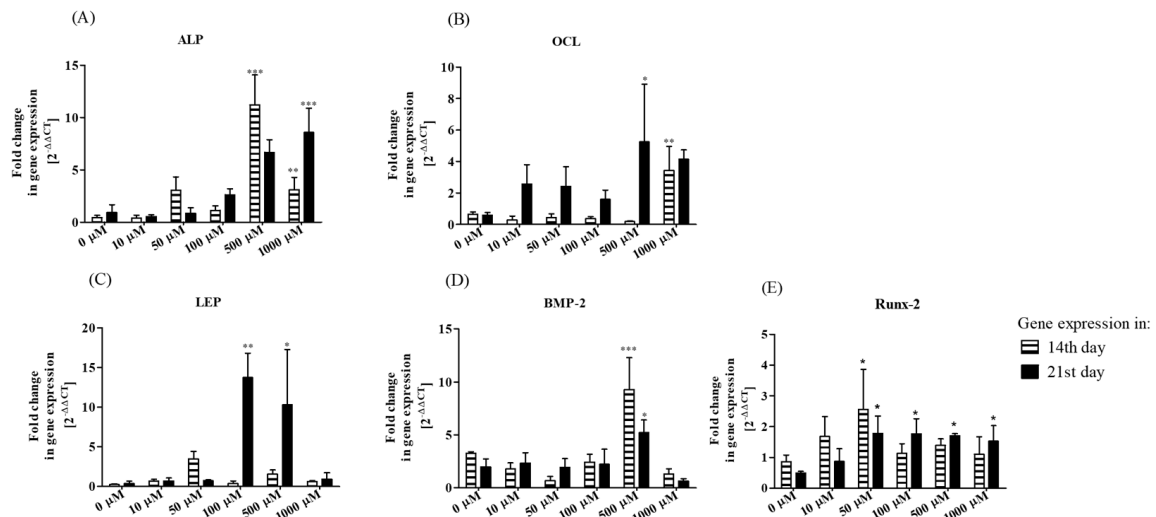 (A)
ALP
Fold change
in gene expression
[2-ΔΔCT]
15
10
5
0
***
**
***
0 µM
10 µM
50 µM
100 µM
500 µM
1000 µM
(B)
OCL
Fold change
in gene expression
[2-ΔΔCT]
10
8
6
4
2
0
*
**
0 µM
10 µM
50 µM
100 µM
500 µM
1000 µM
(C)
LEP
Fold change
in gene expression
[2-ΔΔCT]
20
15
10
5
0
**
*
0 µM
10 µM
50 µM
100 µM
500 µM
1000 µM
(D)
BMP-2
Fold change
in gene expression
[2-ΔΔCT]
15
10
5
0
***
*
0 µM
10 µM
50 µM
100 µM
500 µM
1000 µM
(E)
Runx-2
Fold change
in gene expression
[2-ΔΔCT]
5
4
3
2
1
0
*
*
*
*
*
0 µM
10 µM
50 µM
100 µM
500 µM
1000 µM
Gene expression in:
14th day
21st day